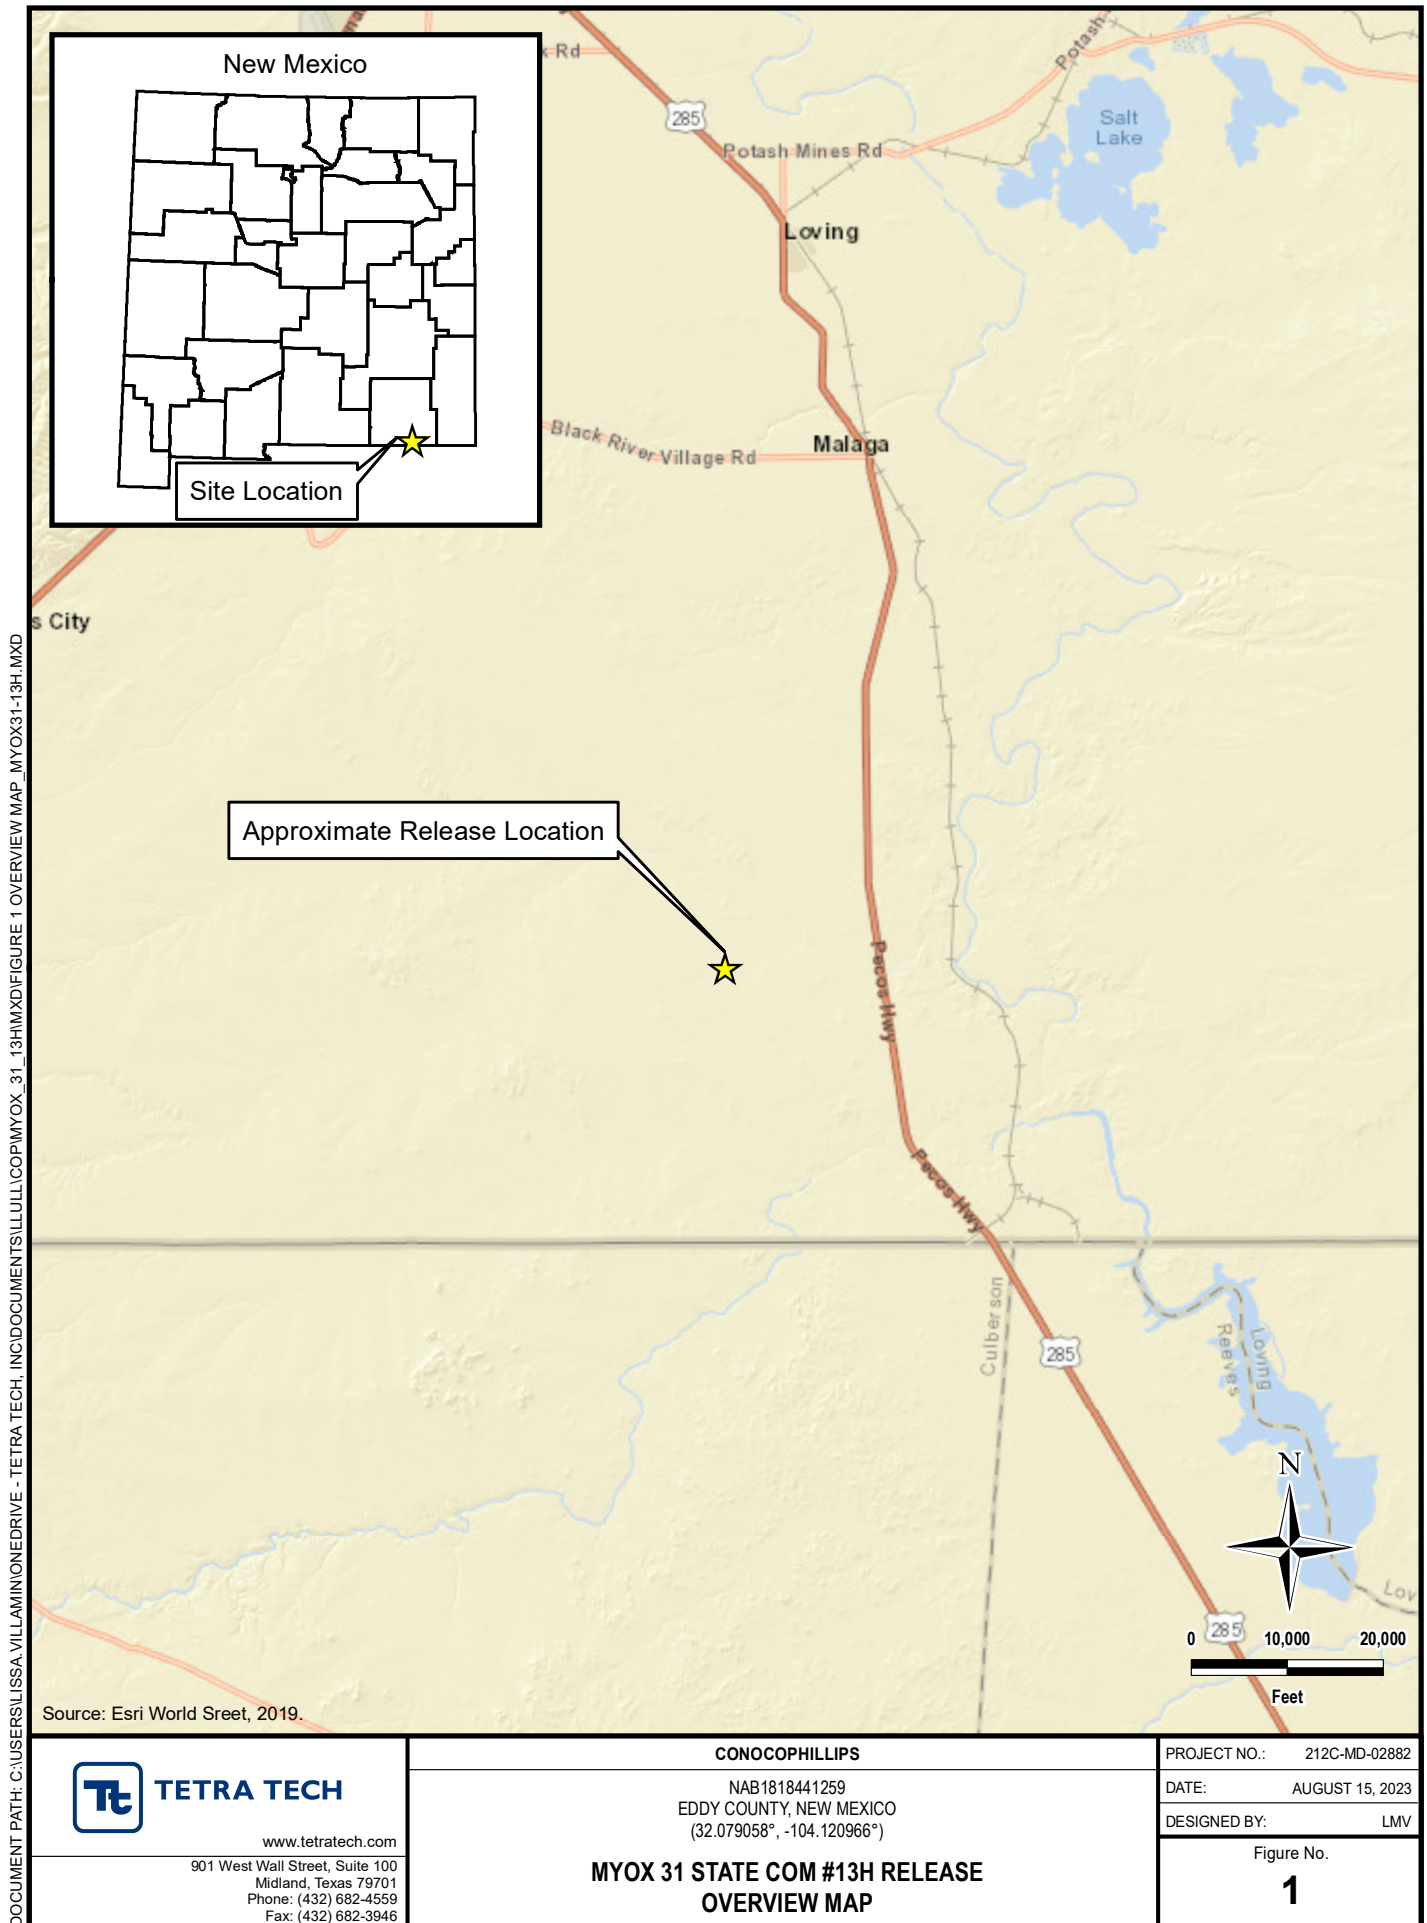 New Mexico
Site Location
k Rd
285
Potash
Salt
Lake
Potash Mines Rd
Loving
Black River Village Rd
Malaga
s City
Approximate Release Location
Pecos Hwy
Pecos Hwy
Culberson
285
Reeves
Loving
N
Lov
285
0 10,000 20,000
Feet
Source: Esri World Sreet, 2019.
DOCUMENT PATH: C:\USERS\LISSA.VILLAMIN\ONEDRIVE - TETRA TECH, INC\DOCUMENTS\LLULL\COP\MYOX_31_13H\MXD\FIGURE 1 OVERVIEW MAP_MYOX31-13H.MXD
Tt TETRA TECH
www.tetratech.com
901 West Wall Street, Suite 100
Midland, Texas 79701
Phone: (432) 682-4559
Fax: (432) 682-3946
CONOCOPHILLIPS
NAB1818441259
EDDY COUNTY, NEW MEXICO
(32.079058°, -104.120966°)
MYOX 31 STATE COM #13H RELEASE
OVERVIEW MAP
PROJECT NO.: 212C-MD-02882
DATE: AUGUST 15, 2023
DESIGNED BY: LMV
Figure No.
1